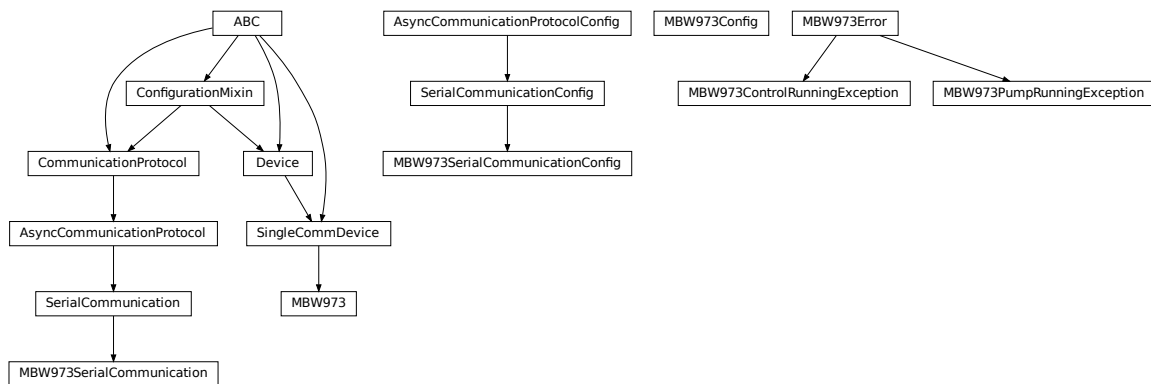 ABC
AsyncCommunicationProtocolConfig
MBW973Config
MBW973Error
ConfigurationMixin
SerialCommunicationConfig
MBW973ControlRunningException
MBW973PumpRunningException
CommunicationProtocol
Device
MBW973SerialCommunicationConfig
AsyncCommunicationProtocol
SingleCommDevice
SerialCommunication
MBW973
MBW973SerialCommunication